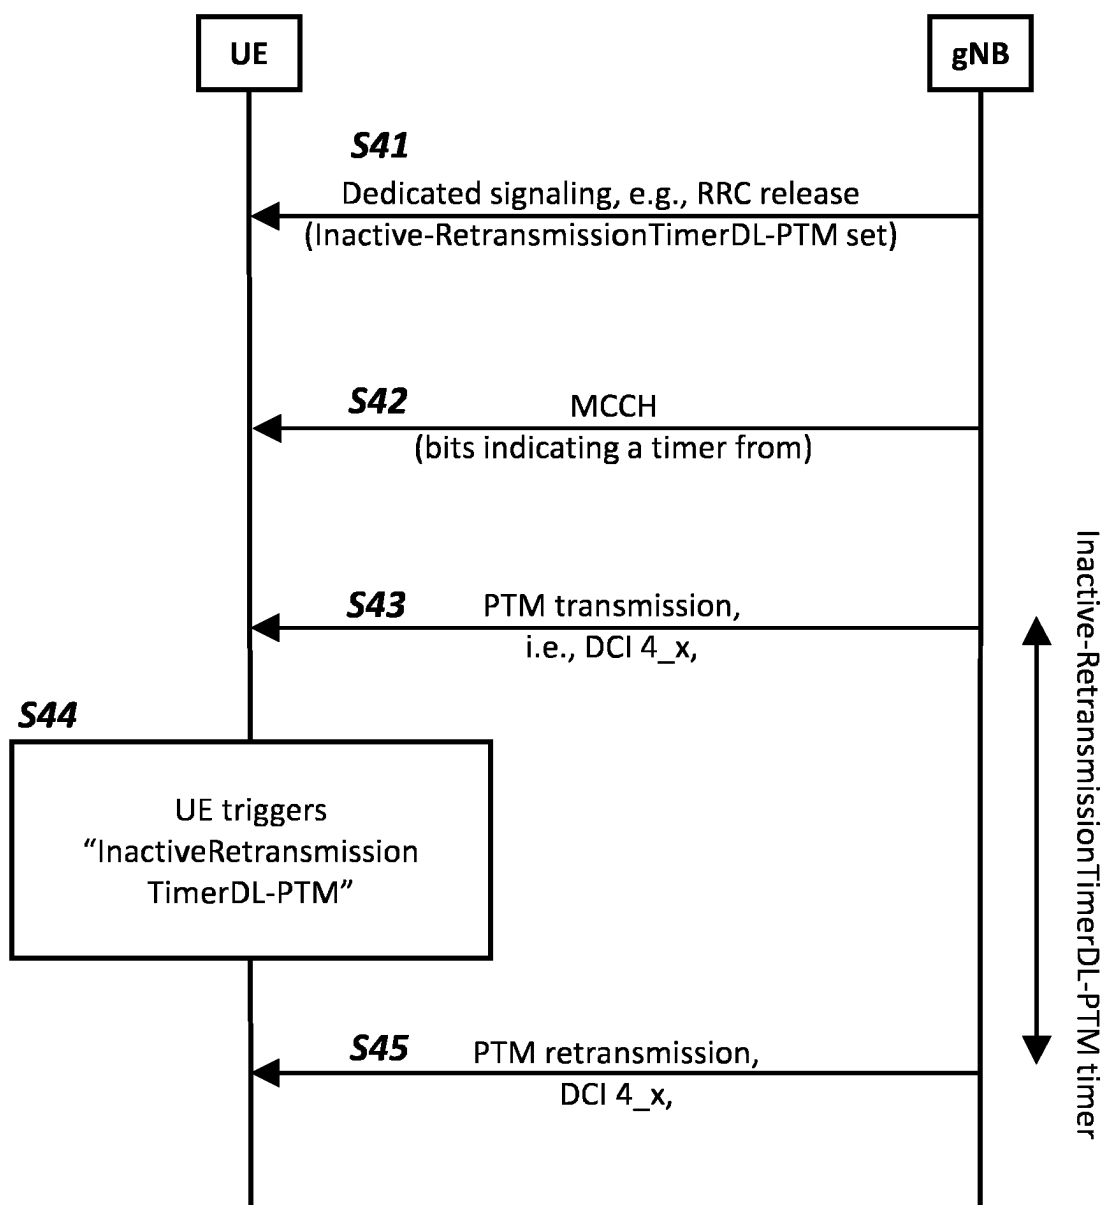 UE
gNB
S41
Dedicated signaling, e.g., RRC release
(Inactive-RetransmissionTimerDL-PTM set)
S42
MCCH
(bits indicating a timer from)
S43
PTM transmission,
i.e., DCI 4_x,
S44
UE triggers
“InactiveRetransmission
TimerDL-PTM”
S45
PTM retransmission,
DCI 4_x,
Inactive-RetransmissionTimerDL-PTM timer